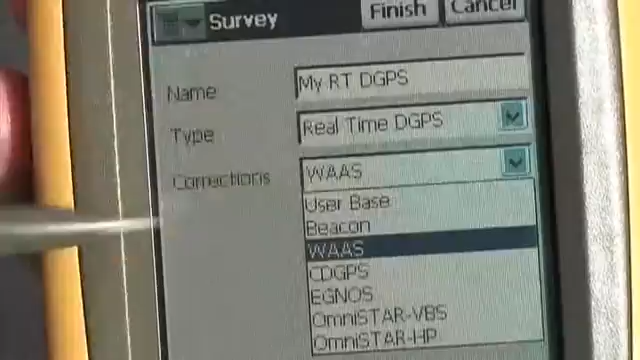 Survey Finish Cancel
Name My RT DGPS
Type Real Time DGPS
Corrections WAAS
User Base
Beacon
WAAS
CDGPS
EGNOS
OmniSTAR-VBS
OmniSTAR-HP